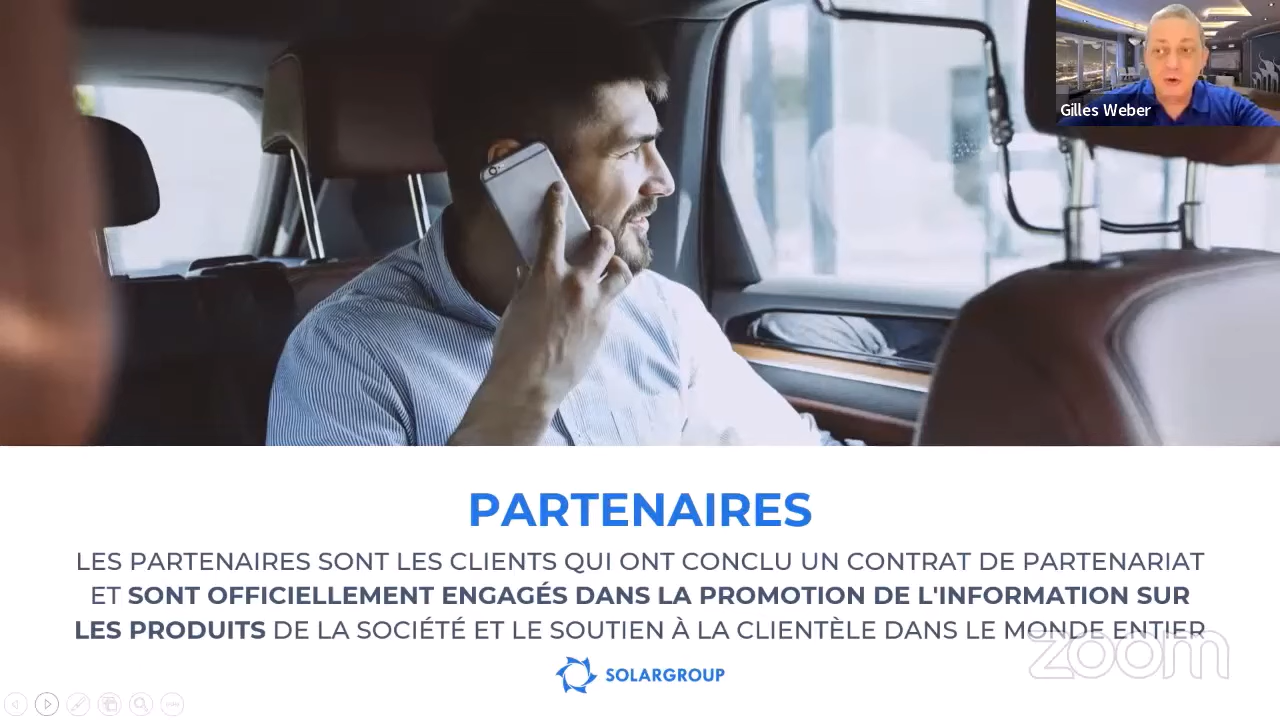 Gilles Weber
PARTENAIRES
LES PARTENAIRES SONT LES CLIENTS QUI ONT CONCLU UN CONTRAT DE PARTENARIAT
ET SONT OFFICIELLEMENT ENGAGÉS DANS LA PROMOTION DE L'INFORMATION SUR
LES PRODUITS DE LA SOCIÉTÉ ET LE SOUTIEN À LA CLIENTÈLE DANS LE MONDE ENTIER
zoom
SOLARGROUP